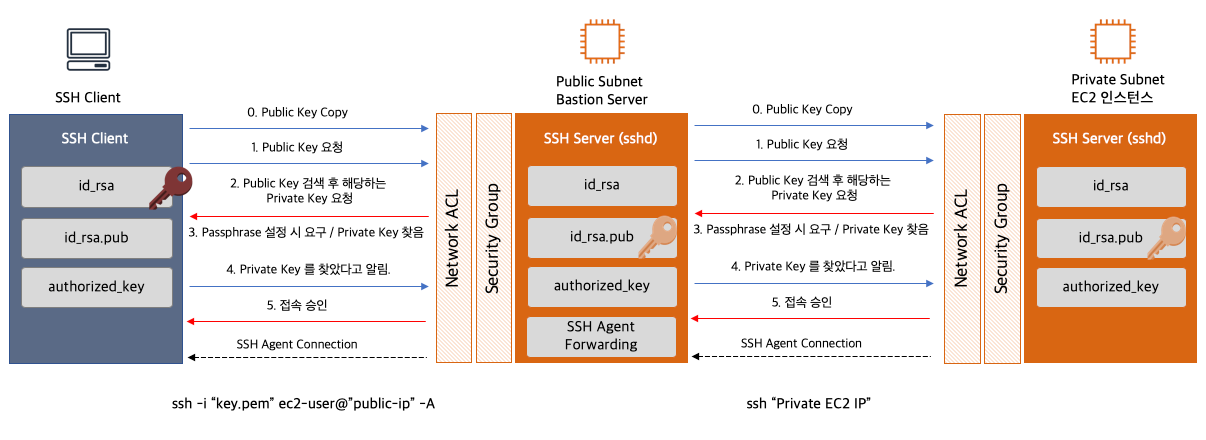 SSH Client
Public Subnet
Bastion Server
Private Subnet
EC2 인스턴스
SSH Client
id_rsa
id_rsa.pub
authorized_key
0. Public Key Copy
1. Public Key 요청
2. Public Key 검색 후 해당하는
Private Key 요청
3. Passphrase 설정 시 요구 / Private Key 찾음
4. Private Key 를 찾았다고 알림.
5. 접속 승인
SSH Agent Connection
Network ACL
Security Group
SSH Server (sshd)
id_rsa
id_rsa.pub
authorized_key
SSH Agent
Forwarding
0. Public Key Copy
1. Public Key 요청
2. Public Key 검색 후 해당하는
Private Key 요청
3. Passphrase 설정 시 요구 / Private Key 찾음
4. Private Key 를 찾았다고 알림.
5. 접속 승인
SSH Agent Connection
Network ACL
Security Group
SSH Server (sshd)
id_rsa
id_rsa.pub
authorized_key
ssh -i “key.pem” ec2-user@”public-ip” -A
ssh “Private EC2 IP”